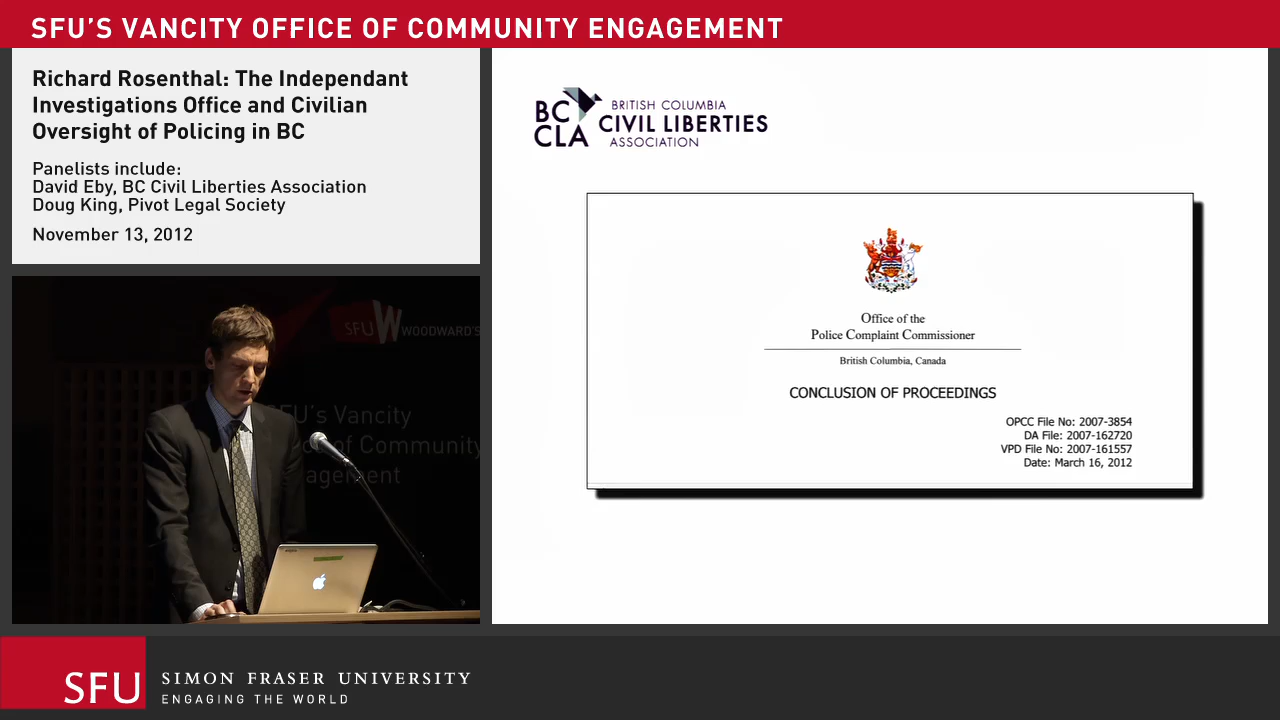 SFU'S VANCITY OFFICE OF COMMUNITY ENGAGEMENT
Richard Rosenthal: The Independant
Investigations Office and Civilian
Oversight of Policing in BC
Panelists include:
David Eby, BC Civil Liberties Association
Doug King, Pivot Legal Society
November 13, 2012
SFUW WOODWARD'S
SFU's Vancity
of Community
agement
BC
CLA
BRITISH COLUMBIA
CIVIL LIBERTIES
ASSOCIATION
Office of the
Police Complaint Commissioner
British Columbia, Canada
CONCLUSION OF PROCEEDINGS
OPCC File No: 2007-3854
DA File: 2007-162720
VPD File No: 2007-161557
Date: March 16, 2012
SFU
SIMON FRASER UNIVERSITY
ENGAGING THE WORLD